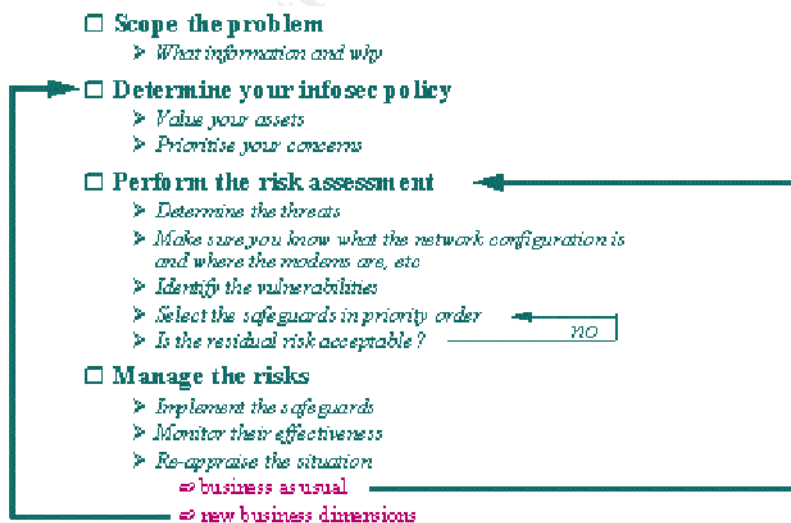 Scope the problem
What information and why
Determine your infosec policy
Value your assets
Prioritise your concerns
Perform the risk assessment
Determine the threats
Make sure you know what the network configuration is
and where the modems are, etc
Identify the vulnerabilities
Select the safeguards in priority order
Is the residual risk acceptable?
no
Manage the risks
Implement the safeguards
Monitor their effectiveness
Re-appraise the situation
business as usual
new business dimensions